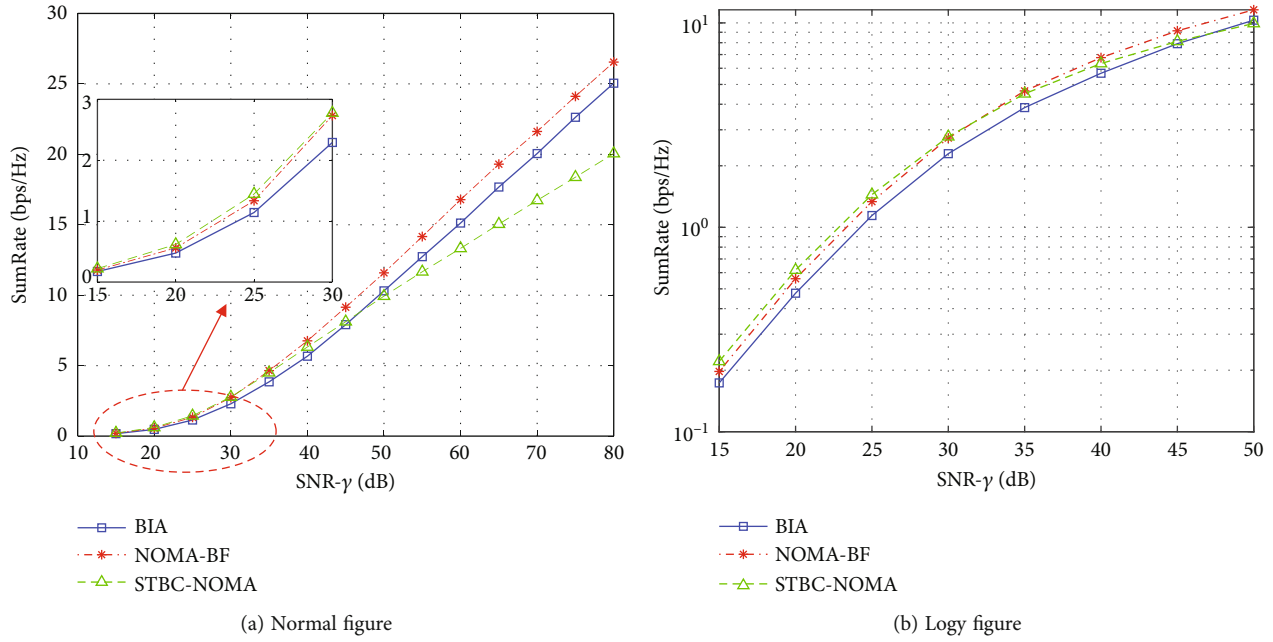 30
25
20
15
10
5
0
SumRate (bps/Hz)
3
2
1
0
15 20 25 30
10 20 30 40 50 60 70 80
SNR-γ (dB)
BIA
NOMA-BF
STBC-NOMA
(a) Normal figure
10¹
10⁰
10⁻¹
SumRate (bps/Hz)
15 20 25 30 35 40 45 50
SNR-γ (dB)
BIA
NOMA-BF
STBC-NOMA
(b) Logy figure